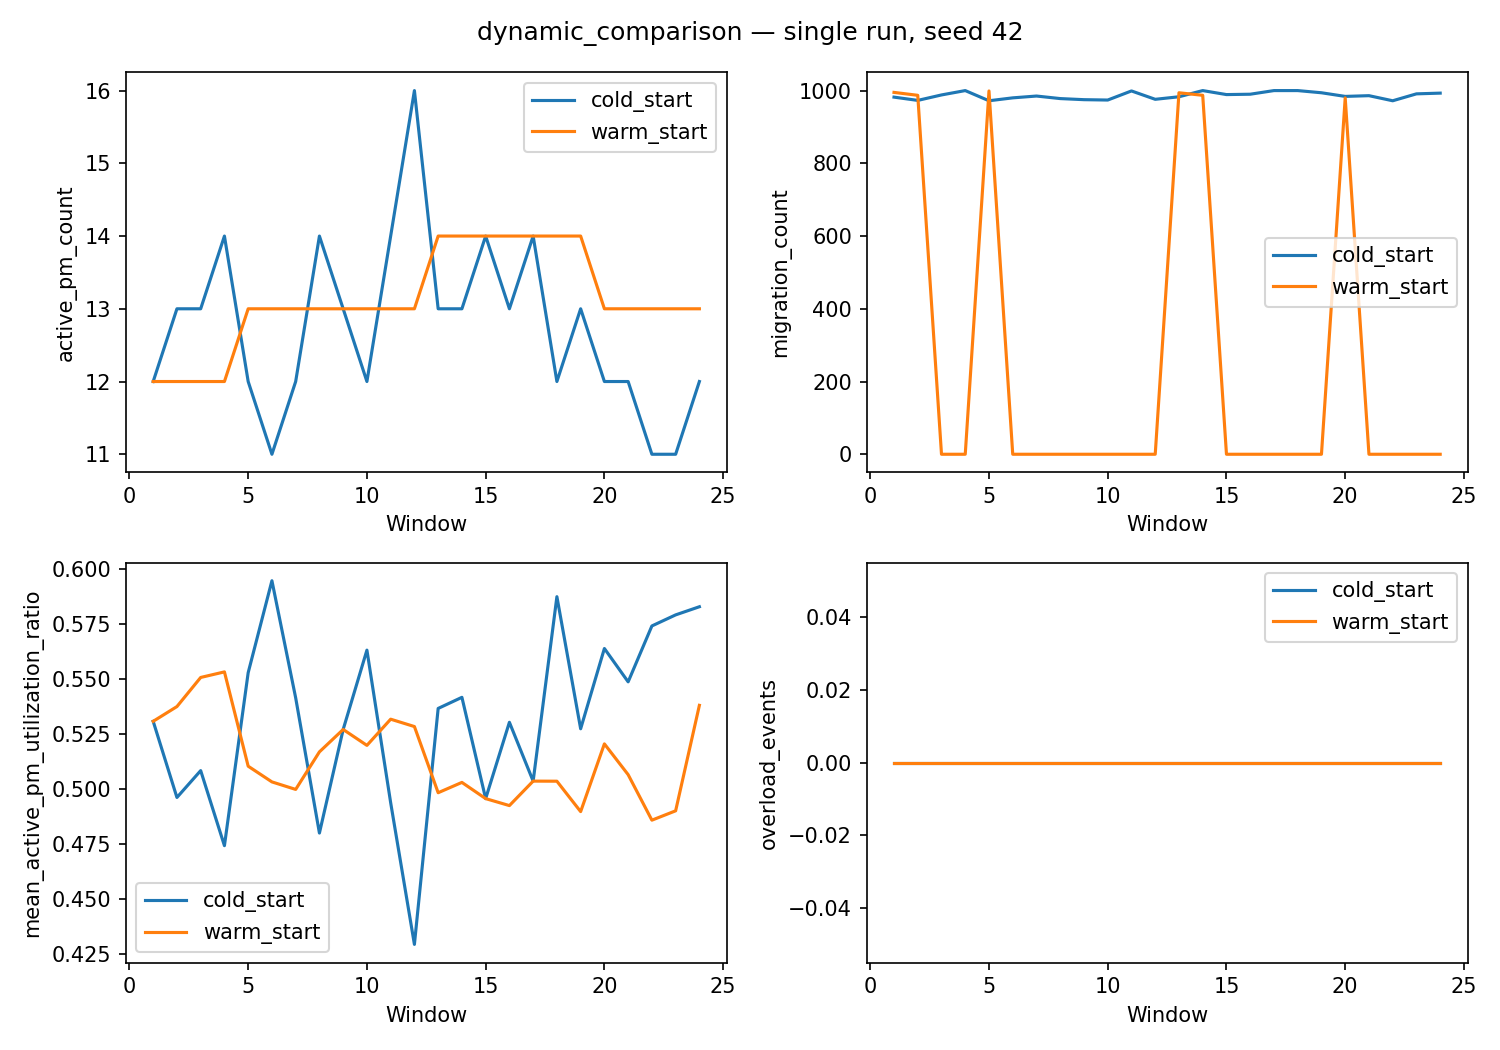 dynamic_comparison — single run, seed 42
active_pm_count
16
15
14
13
12
11
0 5 10 15 20 25
Window
cold_start
warm_start
migration_count
1000
800
600
400
200
0
0 5 10 15 20 25
Window
cold_start
warm_start
mean_active_pm_utilization_ratio
0.600
0.575
0.550
0.525
0.500
0.475
0.450
0.425
0 5 10 15 20 25
Window
cold_start
warm_start
overload_events
0.04
0.02
0.00
−0.02
−0.04
0 5 10 15 20 25
Window
cold_start
warm_start